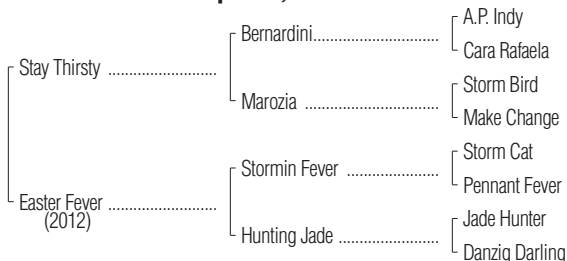 A.P. Indy
Bernardini
Cara Rafaela
Stay Thirsty
Storm Bird
Marozia
Make Change
Storm Cat
Stormin Fever
Pennant Fever
Easter Fever
(2012)
Jade Hunter
Hunting Jade
Danzig Darling